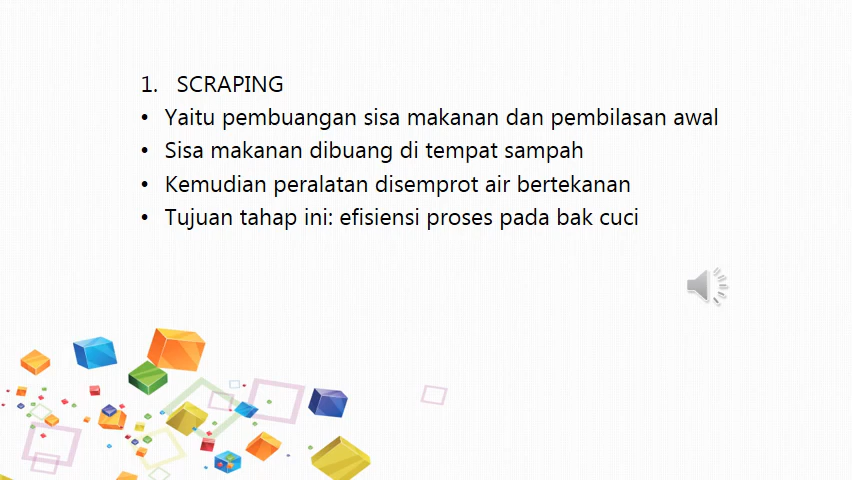 1. SCRAPING
• Yaitu pembuangan sisa makanan dan pembilasan awal
• Sisa makanan dibuang di tempat sampah
• Kemudian peralatan disemprot air bertekanan
• Tujuan tahap ini: efisiensi proses pada bak cuci